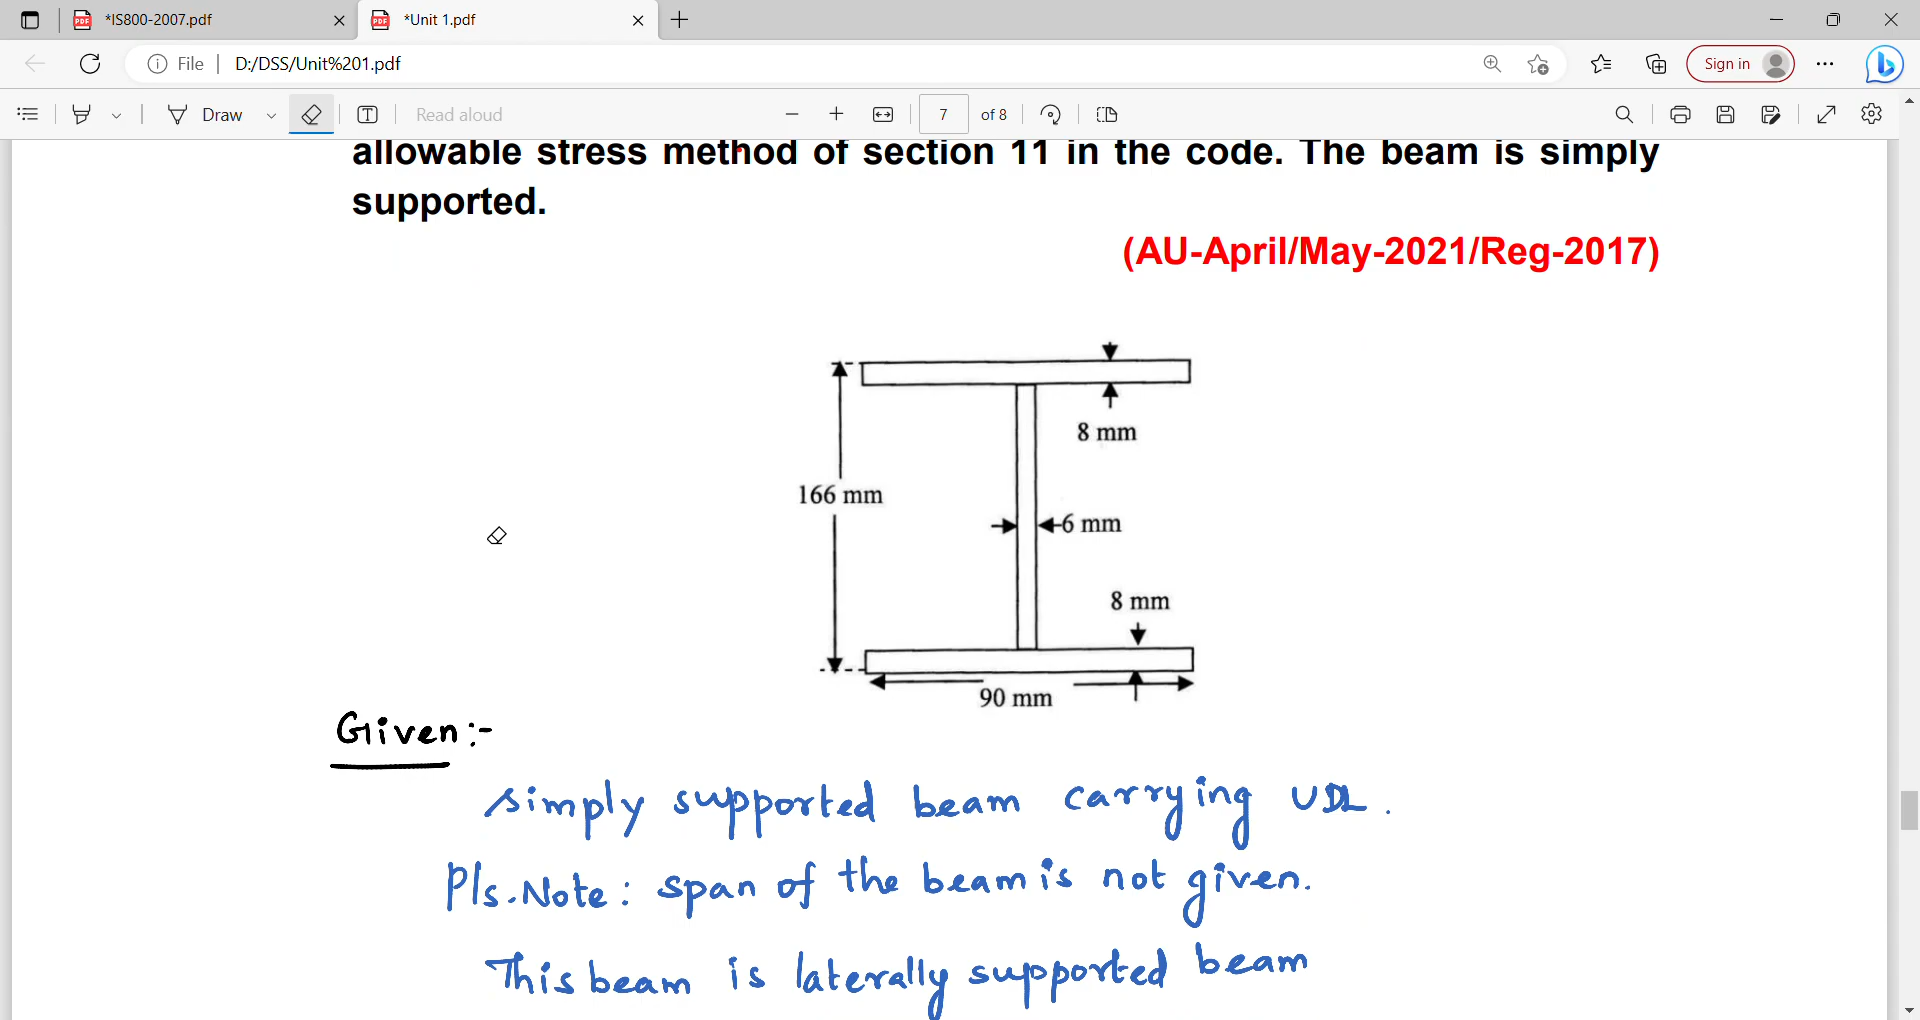 *IS800-2007.pdf
*Unit 1.pdf
File
D:/DSS/Unit%201.pdf
Sign in
Draw
Read aloud
7
of 8
allowable stress method of section 11 in the code. The beam is simply
supported.
(AU-April/May-2021/Reg-2017)
8 mm
166 mm
6 mm
8 mm
90 mm
Given :-
simply supported beam carrying UDL.
Pls.Note : span of the beam is not given.
This beam is laterally supported beam